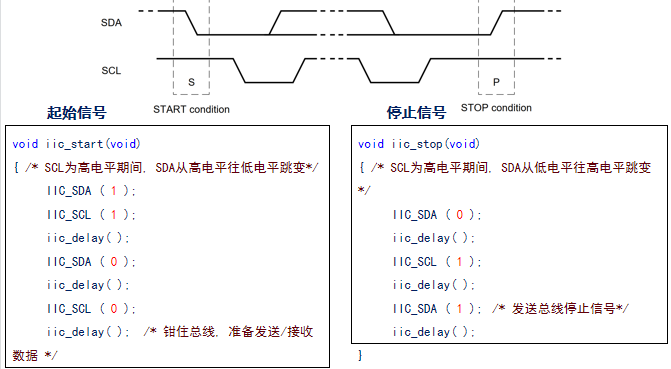 SDA
SCL
S
P
START condition
STOP condition
起始信号
停止信号
void iic_start(void)
{ /* SCL为高电平期间, SDA从高电平往低电平跳变*/
IIC_SDA ( 1 );
IIC_SCL ( 1 );
iic_delay( );
IIC_SDA ( 0 );
iic_delay( );
IIC_SCL ( 0 );
iic_delay( ); /* 钳住总线, 准备发送/接收
数据 */
void iic_stop(void)
{ /* SCL为高电平期间, SDA从低电平往高电平跳变
*/
IIC_SDA ( 0 );
iic_delay( );
IIC_SCL ( 1 );
iic_delay( );
IIC_SDA ( 1 ); /* 发送总线停止信号*/
iic_delay( );
}